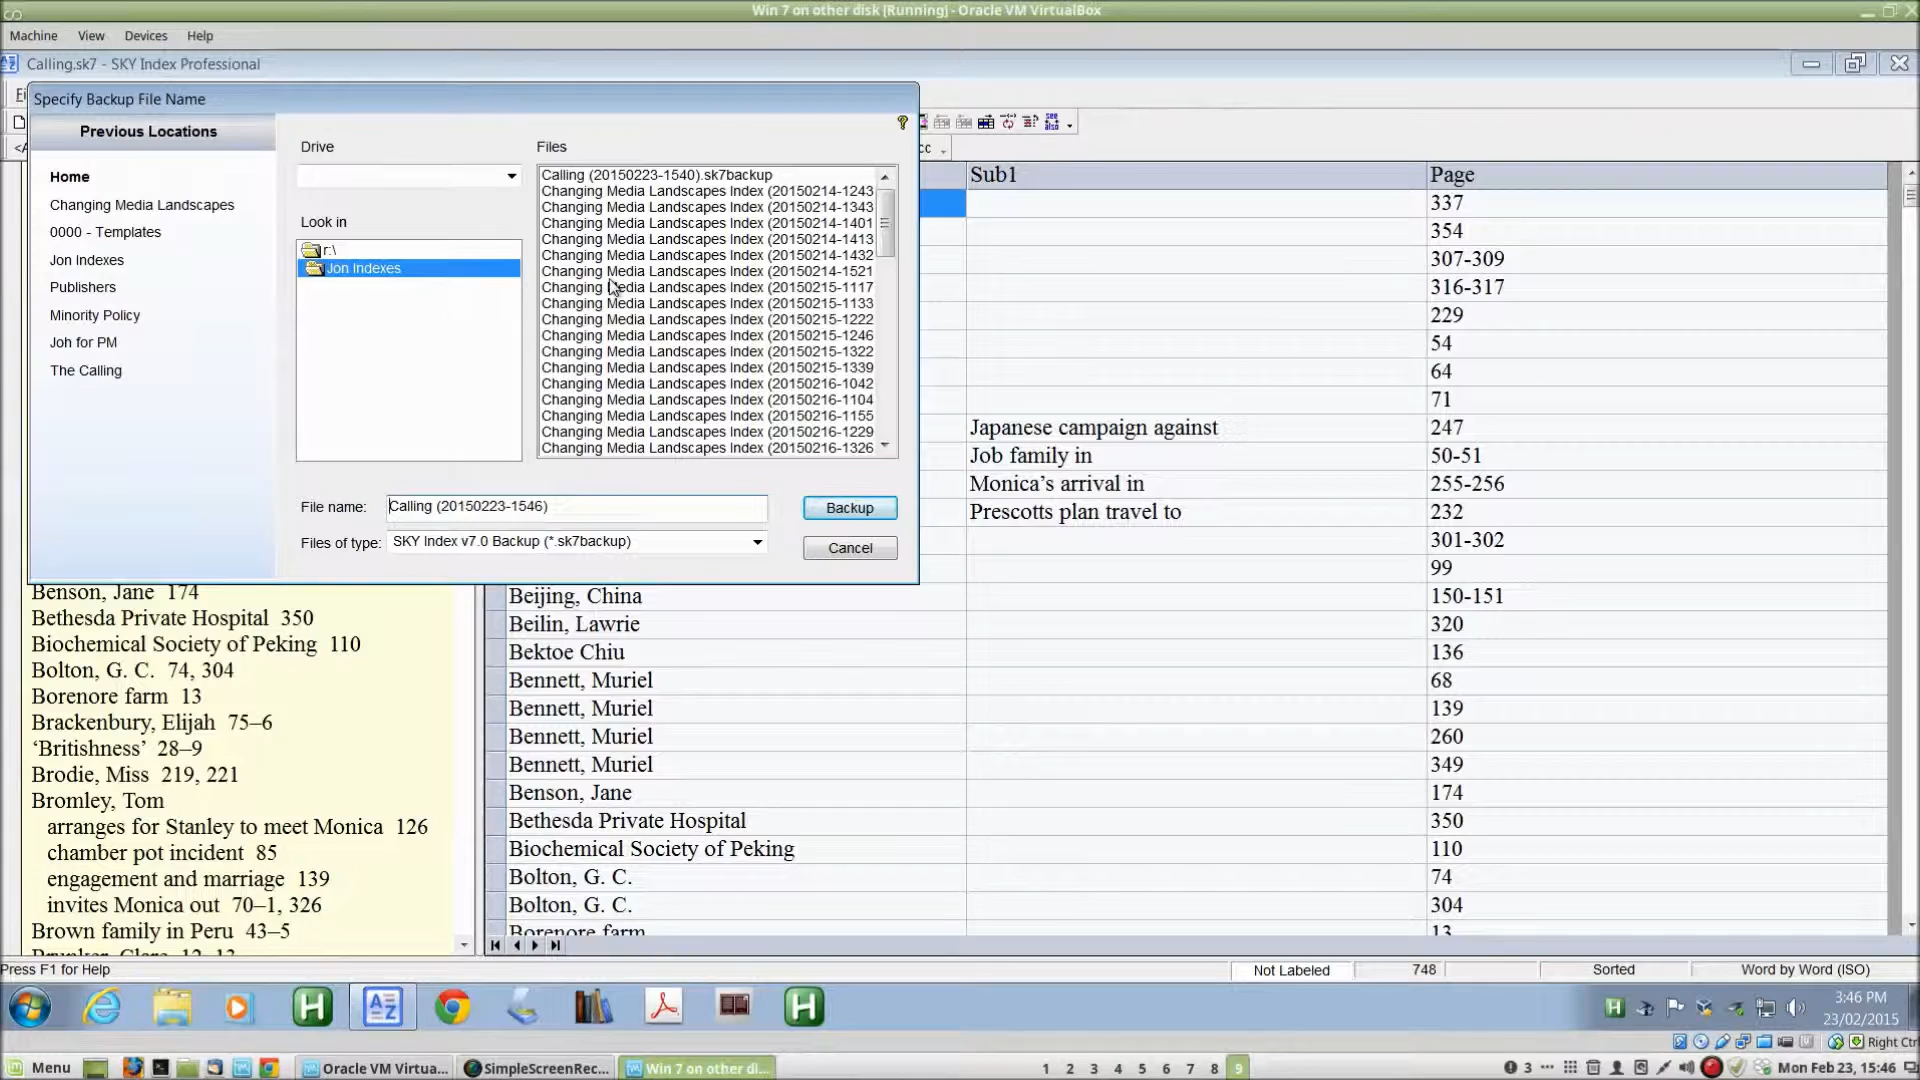 Win 7 on other disk [Running] - Oracle VM VirtualBox
Machine View Devices Help
Calling.sk7 - SKY Index Professional
Specify Backup File Name
Previous Locations
Home
Changing Media Landscapes
0000 - Templates
Jon Indexes
Publishers
Minority Policy
Joh for PM
The Calling
Drive
Look in
r:\
Jon Indexes
Files
Calling (20150223-1540).sk7backup
Changing Media Landscapes Index (20150214-1243
Changing Media Landscapes Index (20150214-1343
Changing Media Landscapes Index (20150214-1401
Changing Media Landscapes Index (20150214-1413
Changing Media Landscapes Index (20150214-1432
Changing Media Landscapes Index (20150214-1521
Changing Media Landscapes Index (20150215-1117
Changing Media Landscapes Index (20150215-1133
Changing Media Landscapes Index (20150215-1222
Changing Media Landscapes Index (20150215-1246
Changing Media Landscapes Index (20150215-1322
Changing Media Landscapes Index (20150215-1339
Changing Media Landscapes Index (20150216-1042
Changing Media Landscapes Index (20150216-1104
Changing Media Landscapes Index (20150216-1155
Changing Media Landscapes Index (20150216-1229
Changing Media Landscapes Index (20150216-1326
File name: Calling (20150223-1546)
Backup
Files of type: SKY Index v7.0 Backup (*.sk7backup)
Cancel
see also
cc
Sub1 Page
337
354
307-309
316-317
229
54
64
71
Japanese campaign against 247
Job family in 50-51
Monica's arrival in 255-256
Prescotts plan travel to 232
301-302
99
Beijing, China 150-151
Beilin, Lawrie 320
Bektoe Chiu 136
Bennett, Muriel 68
Bennett, Muriel 139
Bennett, Muriel 260
Bennett, Muriel 349
Benson, Jane 174
Bethesda Private Hospital 350
Biochemical Society of Peking 110
Bolton, G. C. 74
Bolton, G. C. 304
Borenore farm 13
Benson, Jane 174
Bethesda Private Hospital 350
Biochemical Society of Peking 110
Bolton, G. C. 74, 304
Borenore farm 13
Brackenbury, Elijah 75–6
‘Britishness’ 28–9
Brodie, Miss 219, 221
Bromley, Tom
arranges for Stanley to meet Monica 126
chamber pot incident 85
engagement and marriage 139
invites Monica out 70–1, 326
Brown family in Peru 43–5
Press F1 for Help
Not Labeled 748 Sorted Word by Word (ISO)
3:46 PM
23/02/2015
Right Ctrl
Menu
Oracle VM Virtua...
SimpleScreenRec...
Win 7 on other di...
1 2 3 4 5 6 7 8 9
3
Mon Feb 23, 15:46